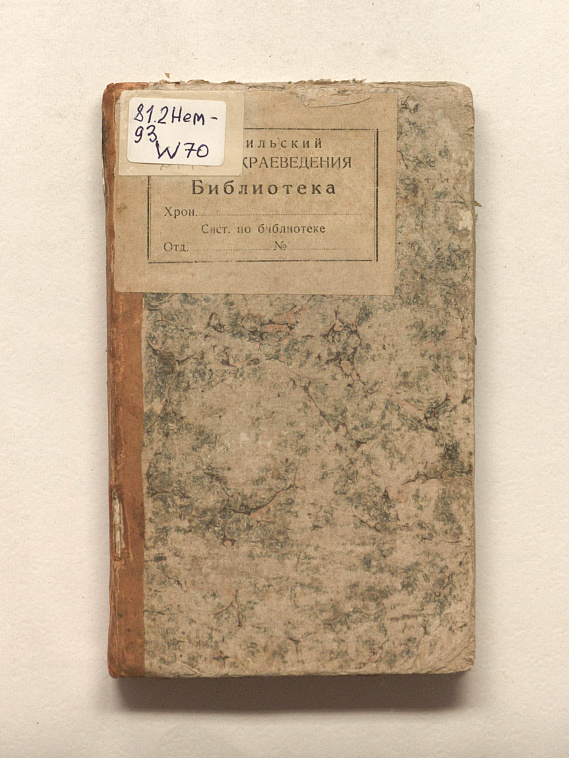 81.2Нем-
93
W70
ильский
КРАЕВЕДЕНИЯ
Библиотека
Хрон.
Сист. по библиотеке
Отд. №